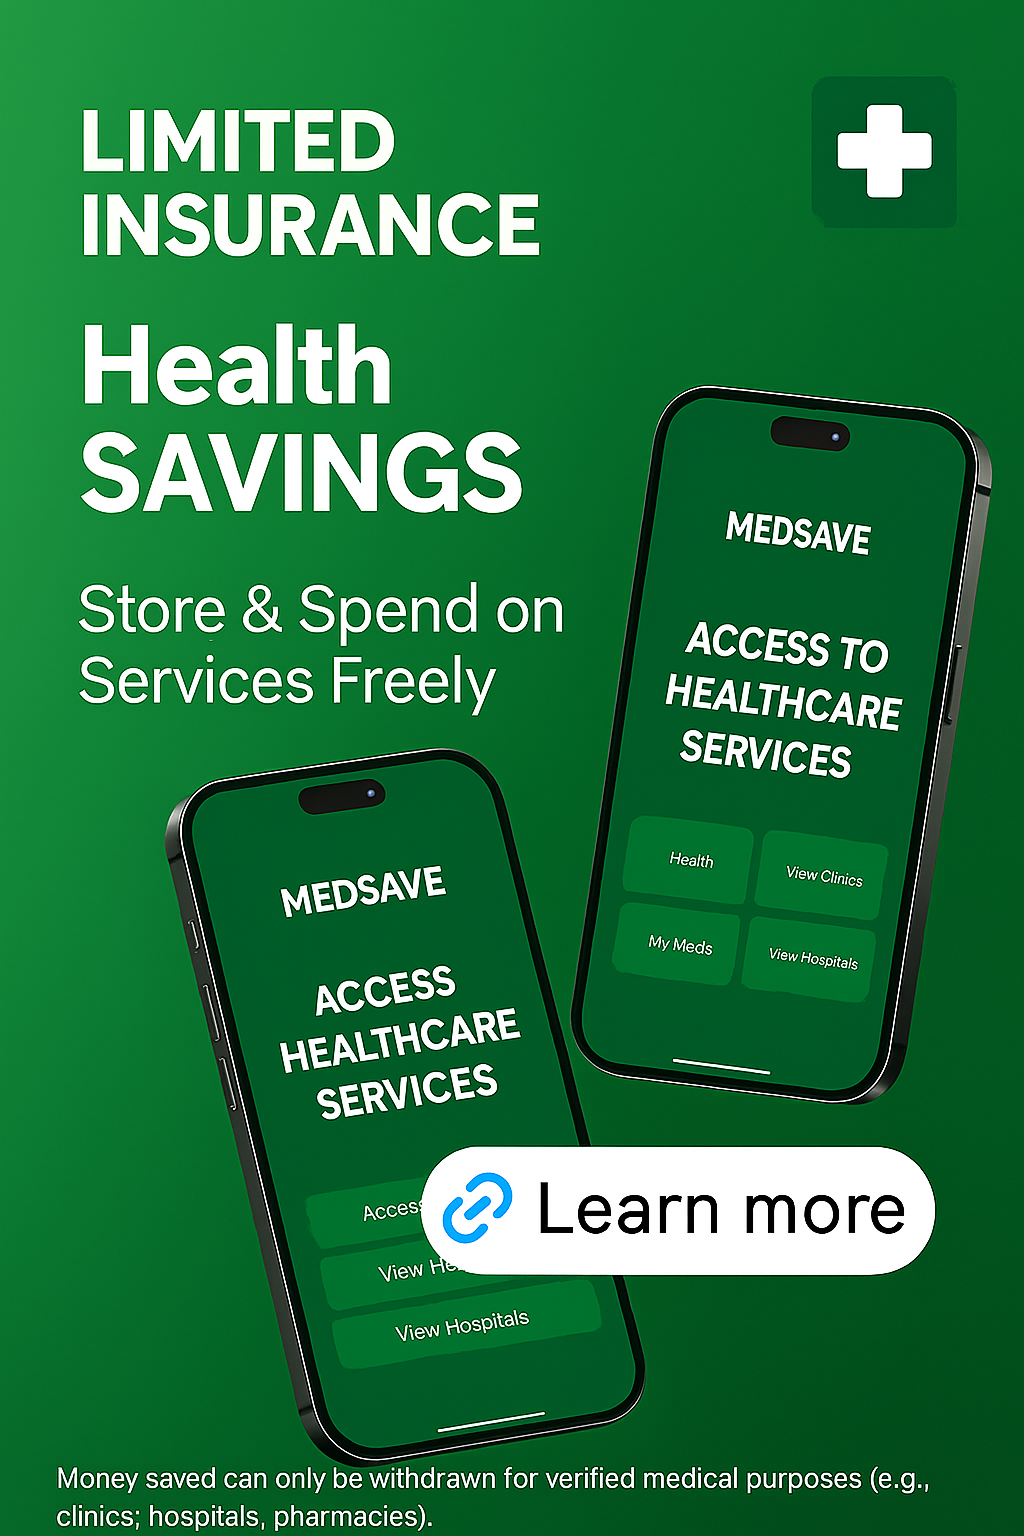 LIMITED
INSURANCE
Health
SAVINGS
Store & Spend on
Services Freely
MEDSAVE
ACCESS TO
HEALTHCARE
SERVICES
Health
View Clinics
My Meds
View Hospitals
MEDSAVE
ACCESS
HEALTHCARE
SERVICES
Access
View
View Hospitals
Learn more
Money saved can only be withdrawn for verified medical purposes (e.g.,
clinics; hospitals, pharmacies).